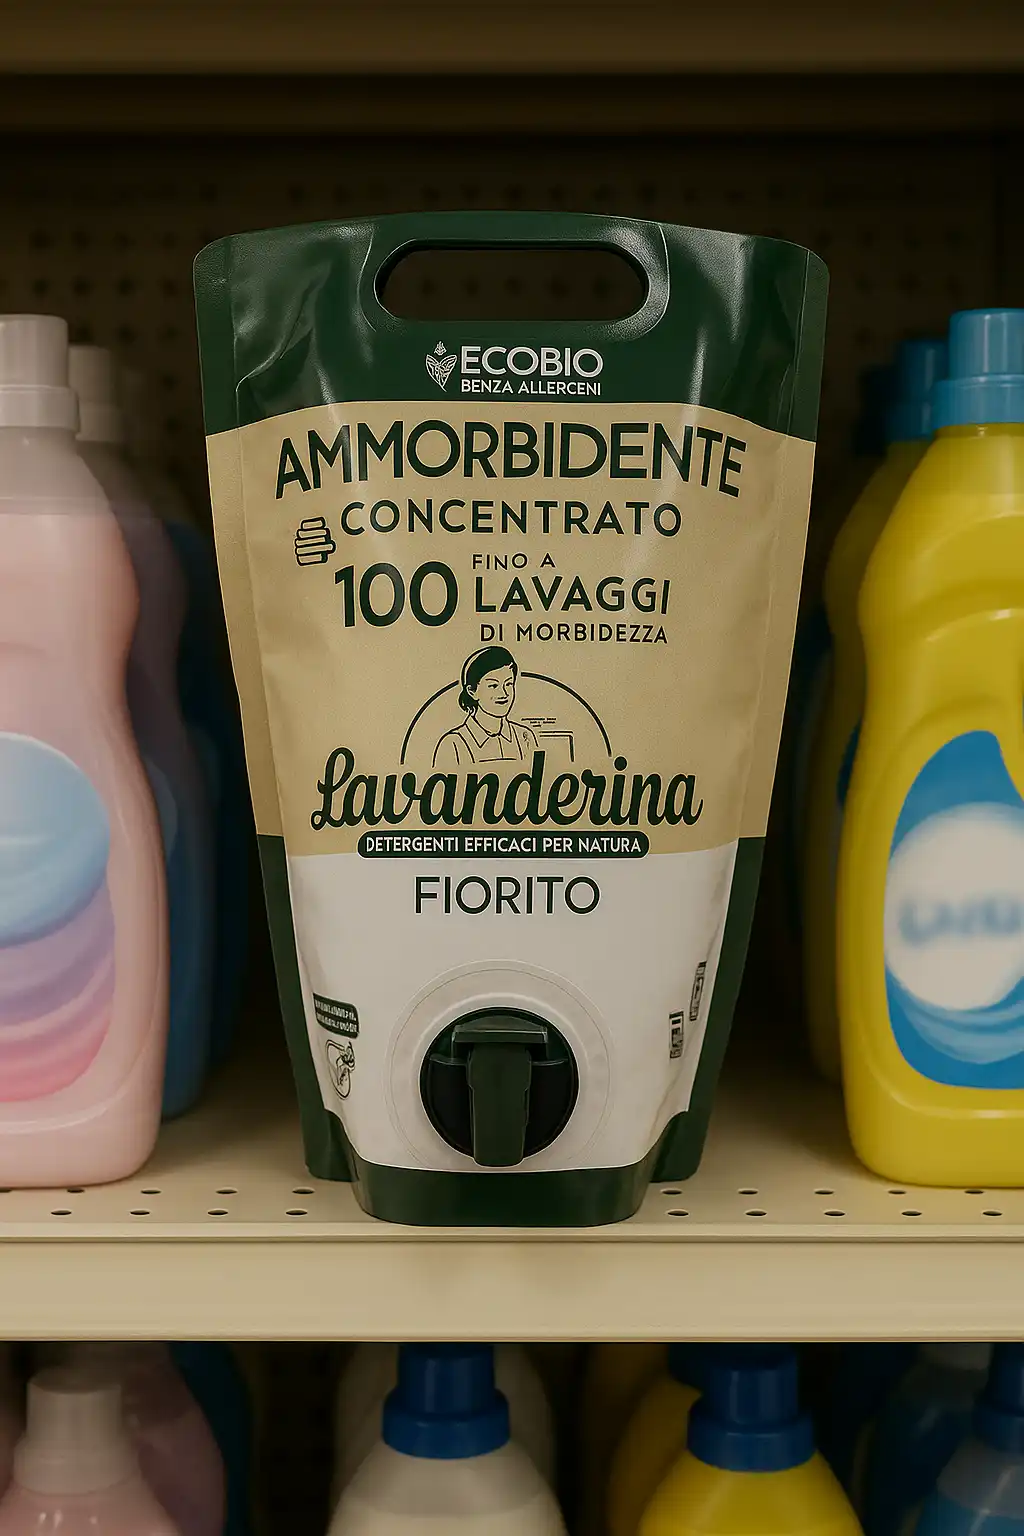 ECOBIO
BENZA ALLERCENI
AMMORBIDENTE
CONCENTRATO
100 FINO A
LAVAGGI
DI MORBIDEZZA
Lavanderina
DETERGENTI EFFICACI PER NATURA
FIORITO